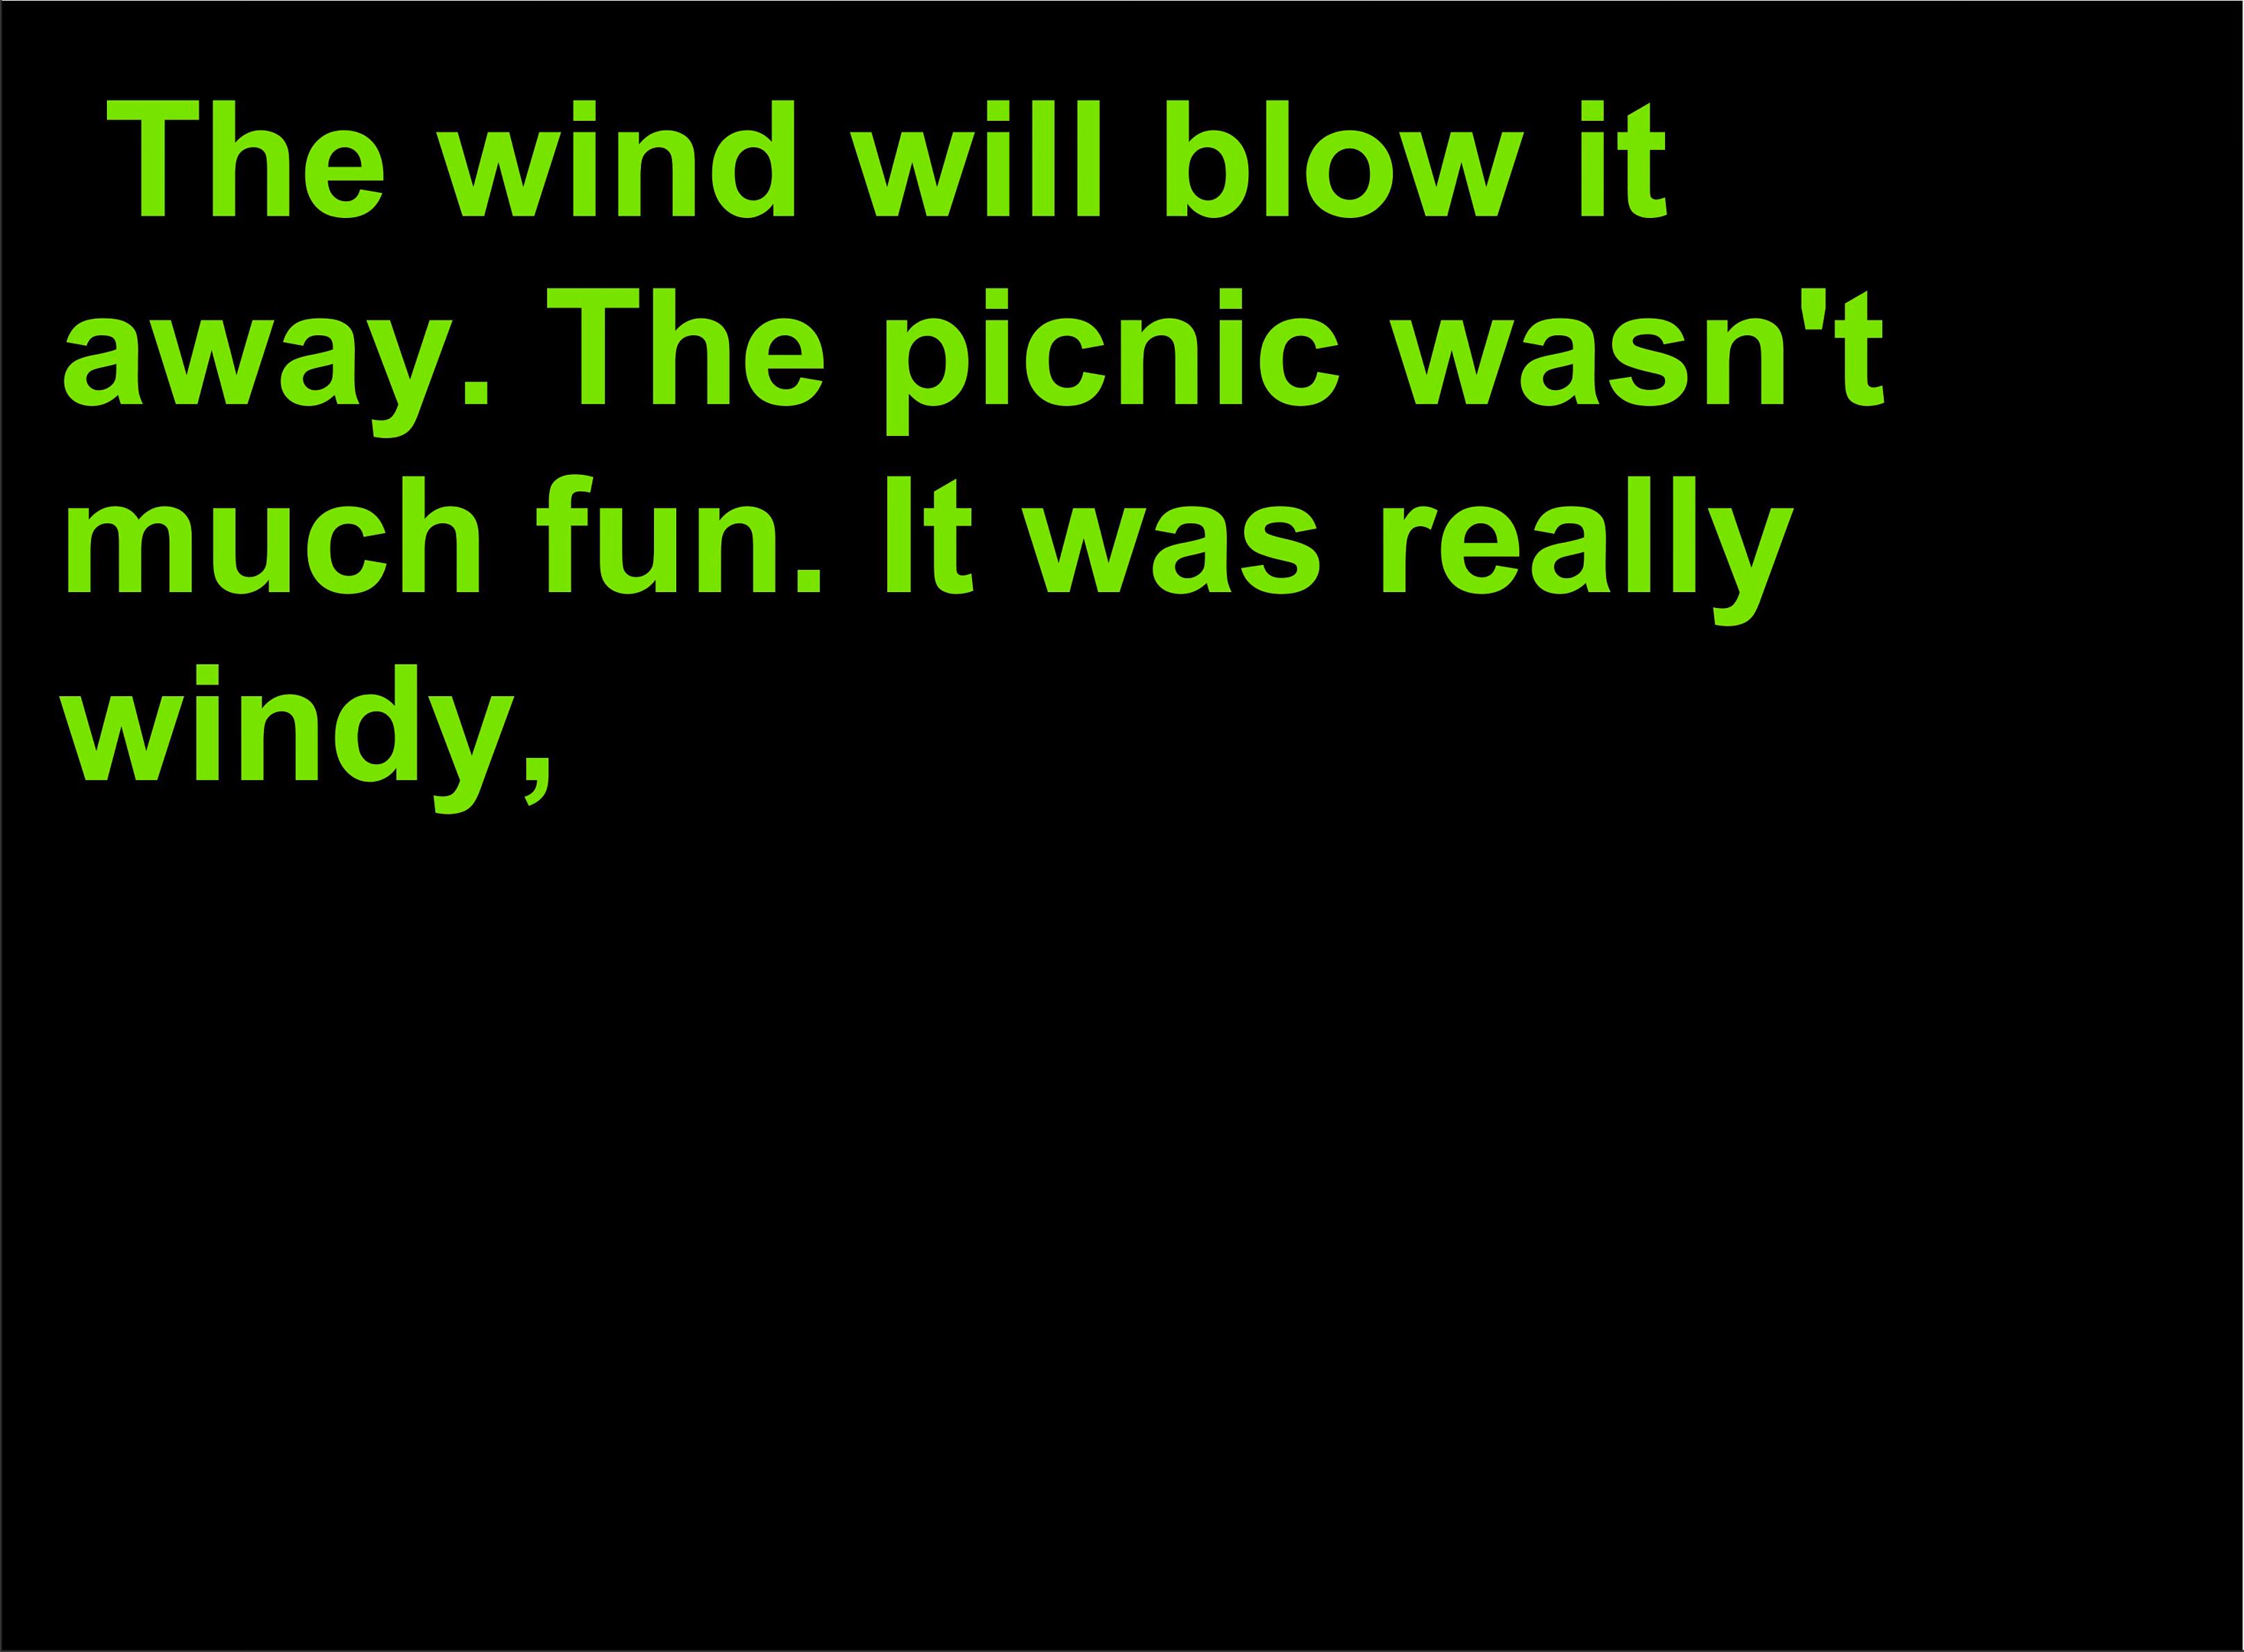 The wind will blow it
away. The picnic wasn't
much fun. It was really
windy,